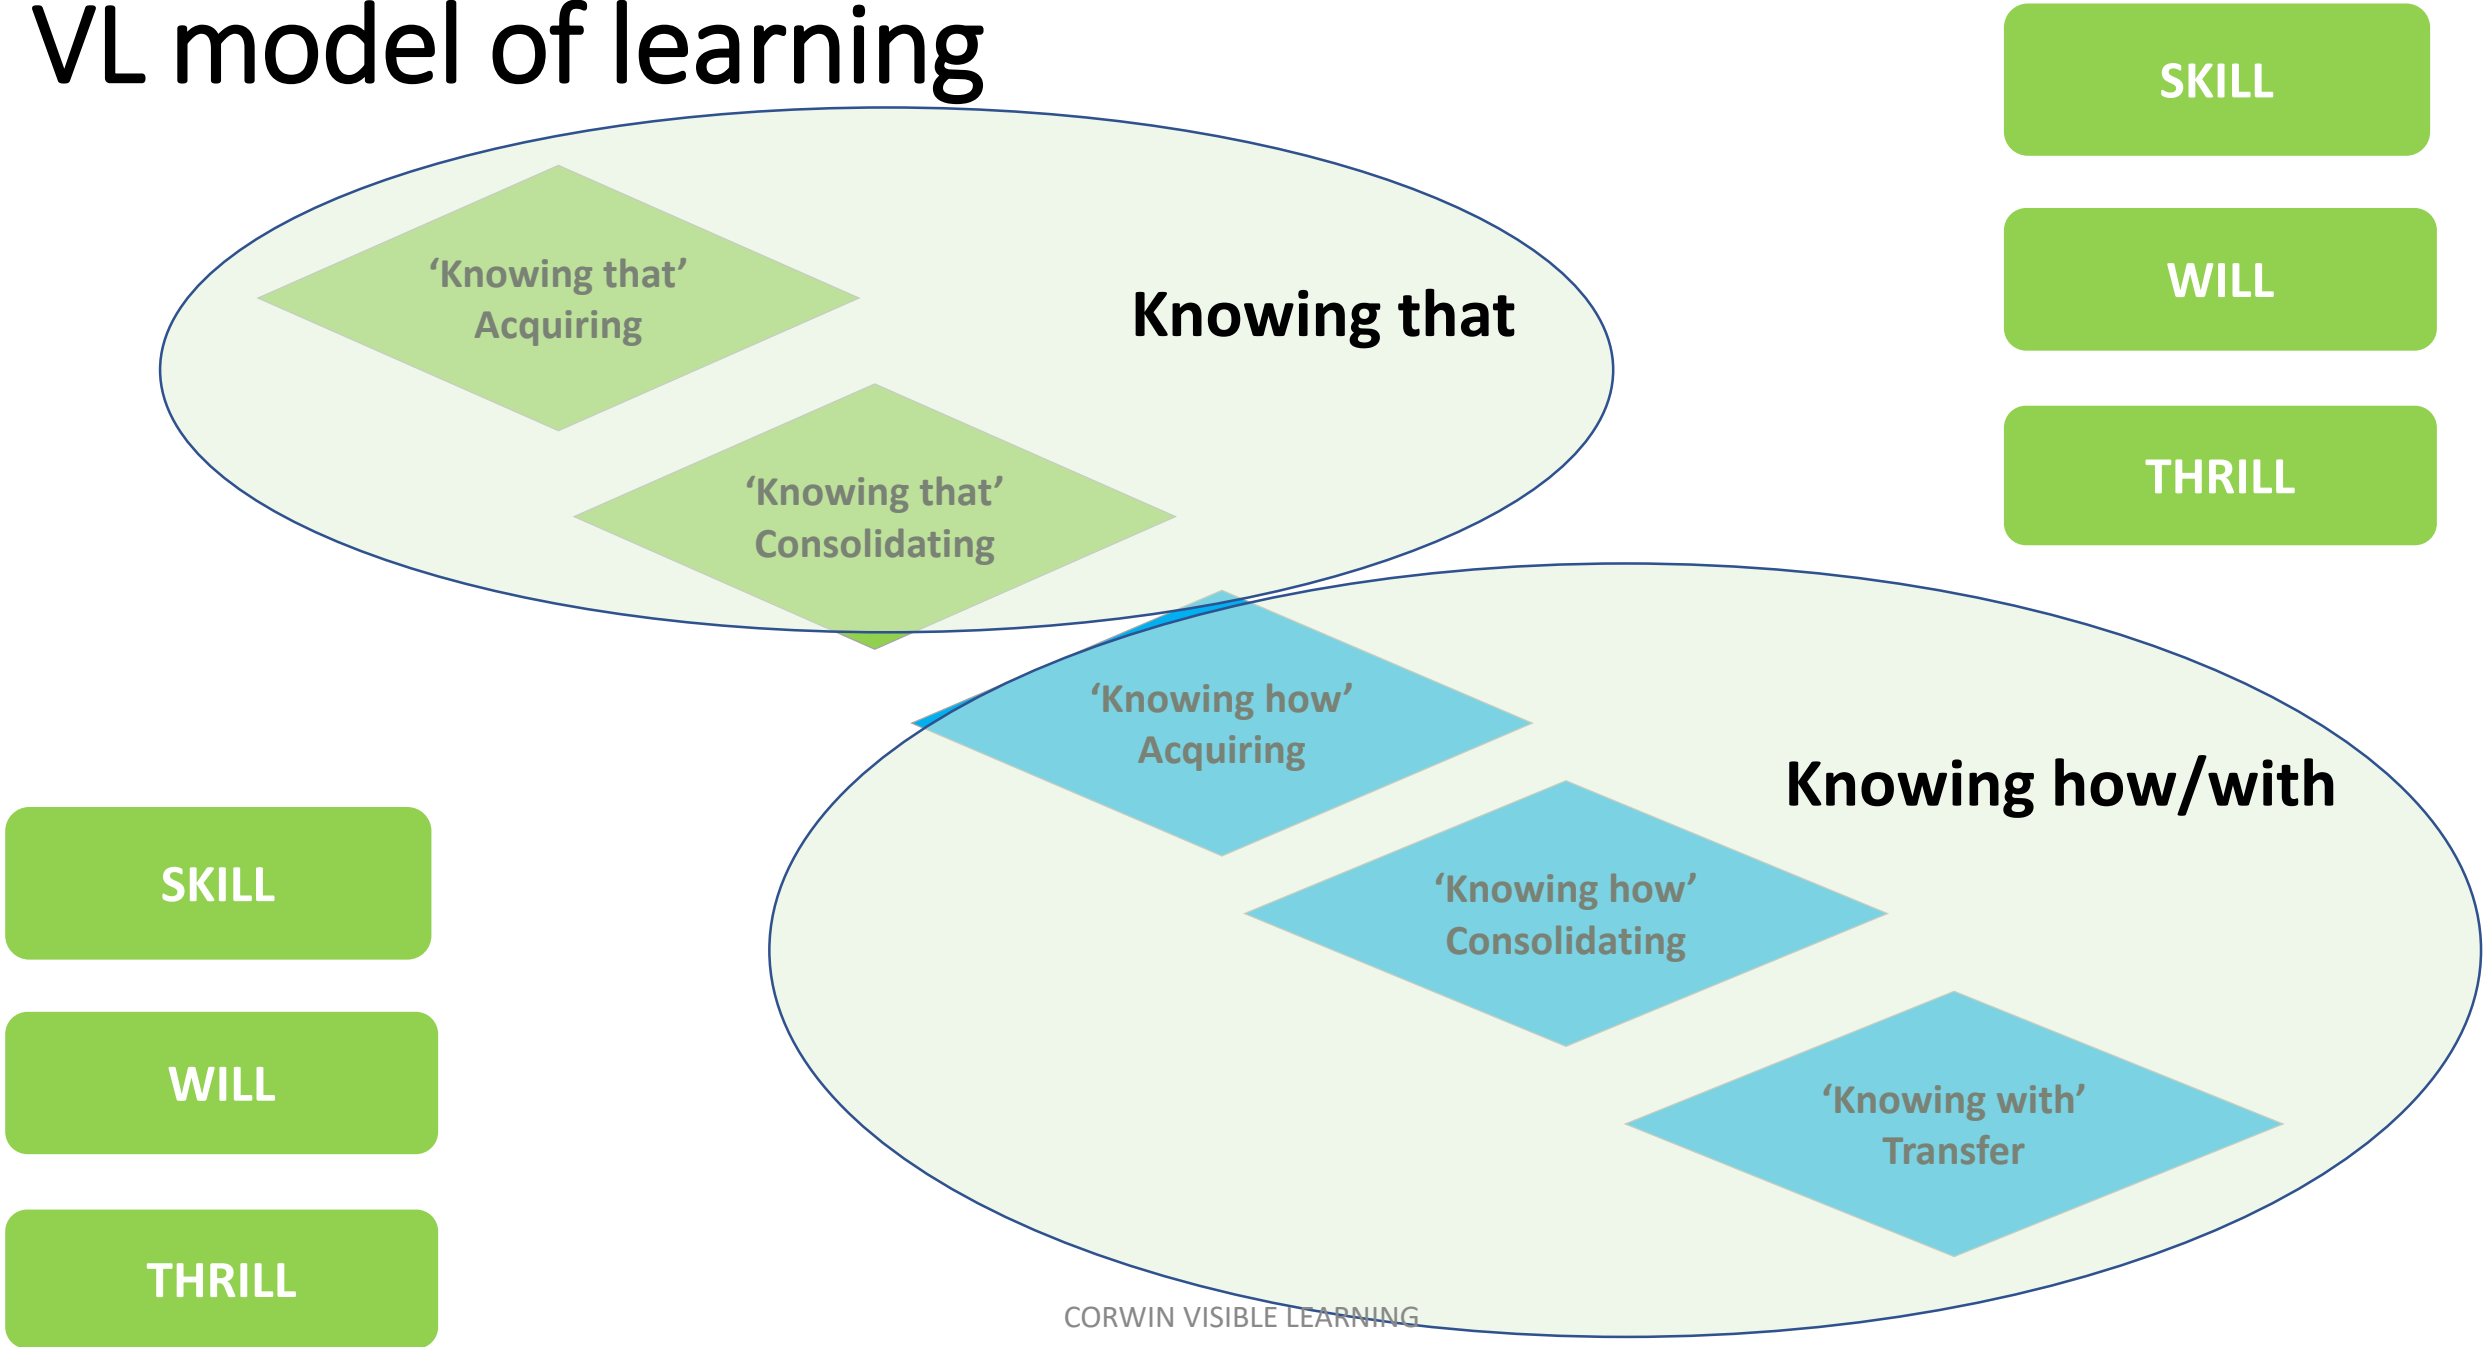 VL model of learning
SKILL
WILL
THRILL
‘Knowing that’
Acquiring
Knowing that
‘Knowing that’
Consolidating
‘Knowing how’
Acquiring
Knowing how/with
‘Knowing how’
Consolidating
‘Knowing with’
Transfer
SKILL
WILL
THRILL
CORWIN VISIBLE LEARNING